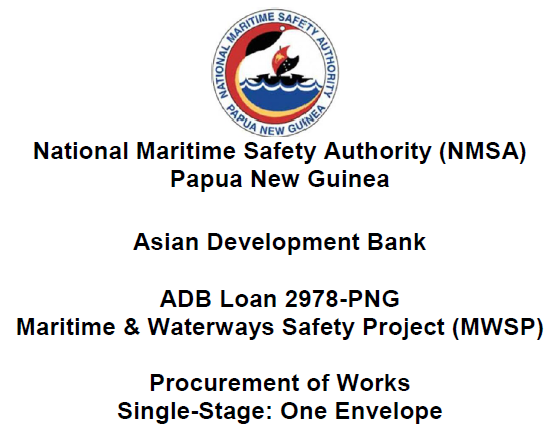 NATIONAL MARITIME SAFETY AUTHORITY
PAPUA NEW GUINEA
National Maritime Safety Authority (NMSA)
Papua New Guinea
Asian Development Bank
ADB Loan 2978-PNG
Maritime & Waterways Safety Project (MWSP)
Procurement of Works
Single-Stage: One Envelope